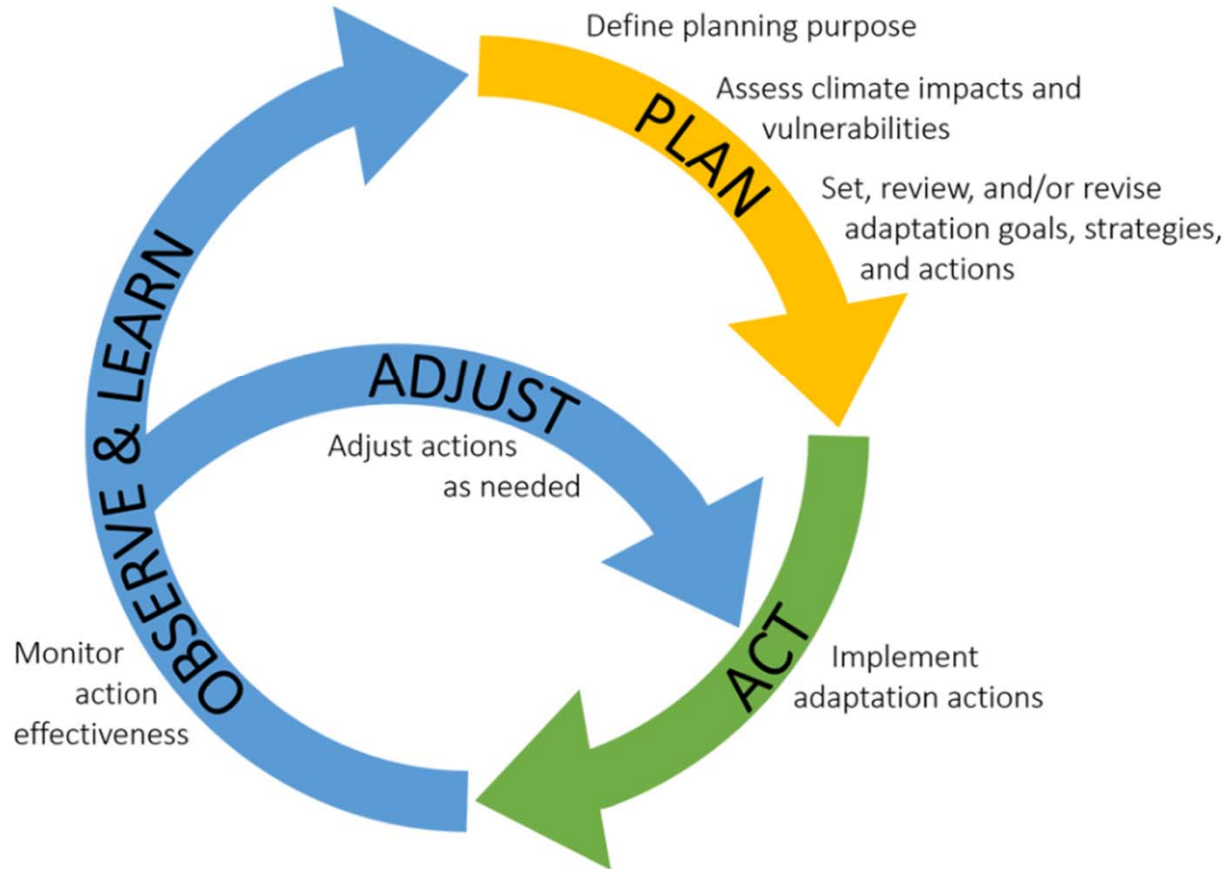 Define planning purpose
PLAN
Assess climate impacts and
vulnerabilities
Set, review, and/or revise
adaptation goals, strategies,
and actions
ACT
Implement
adaptation actions
OBSERVE & LEARN
Monitor
action
effectiveness
ADJUST
Adjust actions
as needed